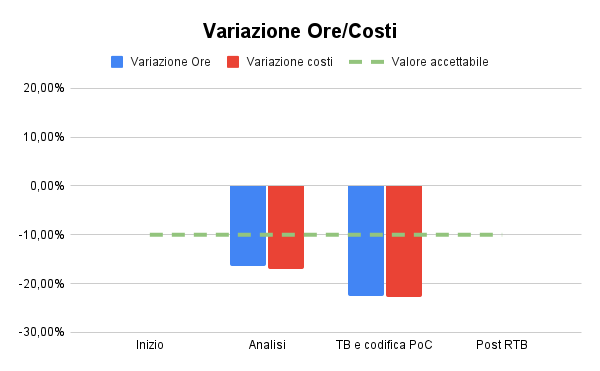 Variazione Ore/Costi
Variazione Ore Variazione costi Valore accettabile
20,00%
10,00%
0,00%
-10,00%
-20,00%
-30,00%
Inizio Analisi TB e codifica PoC Post RTB